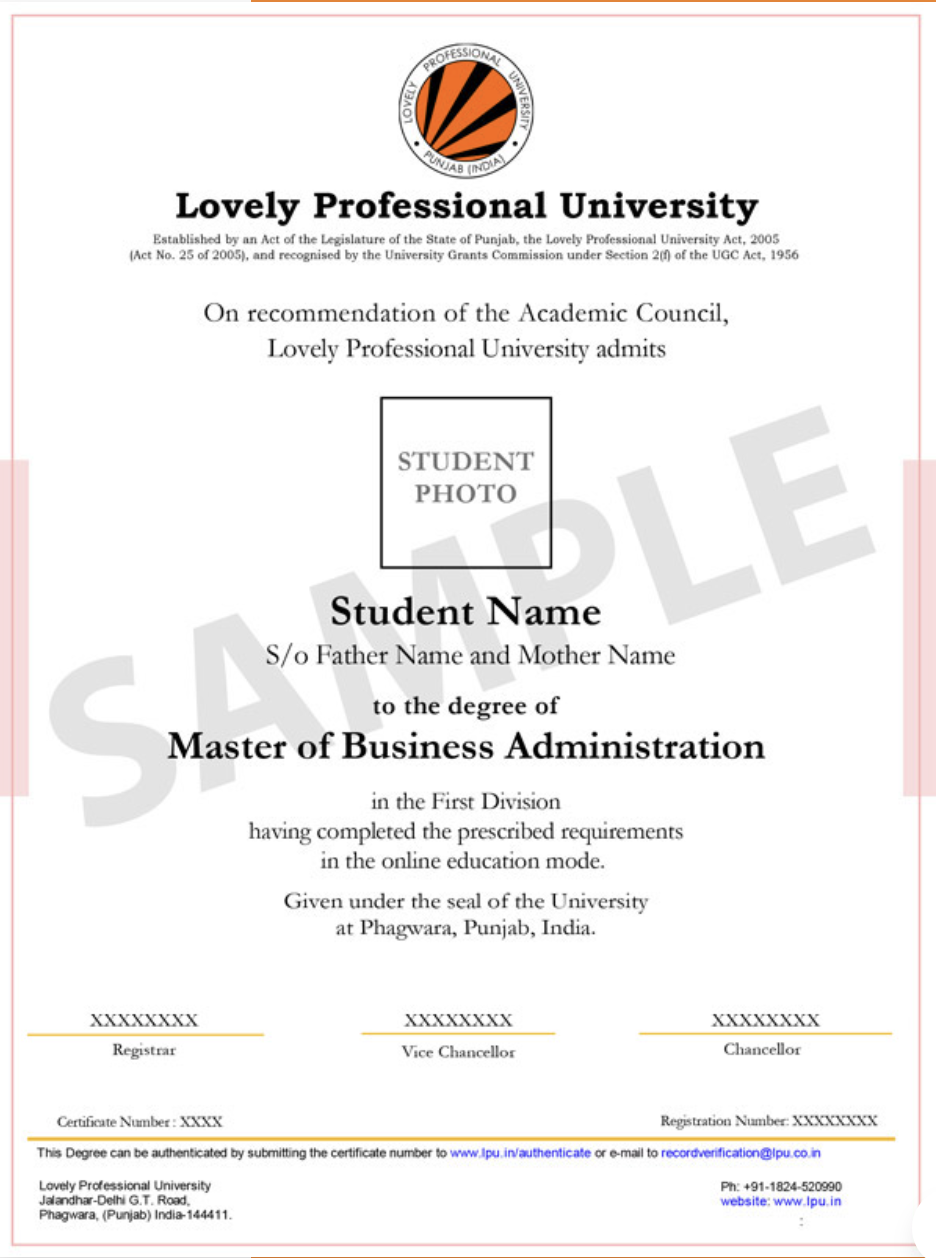 LOVELY PROFESSIONAL UNIVERSITY
PUNJAB (INDIA)
Lovely Professional University
Established by an Act of the Legislature of the State of Punjab, the Lovely Professional University Act, 2005
(Act No. 25 of 2005), and recognised by the University Grants Commission under Section 2(f) of the UGC Act, 1956
On recommendation of the Academic Council,
Lovely Professional University admits
STUDENT
PHOTO
SAMPLE
Student Name
S/o Father Name and Mother Name
to the degree of
Master of Business Administration
in the First Division
having completed the prescribed requirements
in the online education mode.
Given under the seal of the University
at Phagwara, Punjab, India.
XXXXXXXX XXXXXXXX XXXXXXXX
Registrar Vice Chancellor Chancellor
Certificate Number : XXXX Registration Number: XXXXXXXX
This Degree can be authenticated by submitting the certificate number to www.lpu.in/authenticate or e-mail to recordverification@lpu.co.in
Lovely Professional University Ph: +91-1824-520990
Jalandhar-Delhi G.T. Road, website: www.lpu.in
Phagwara, (Punjab) India-144411. :